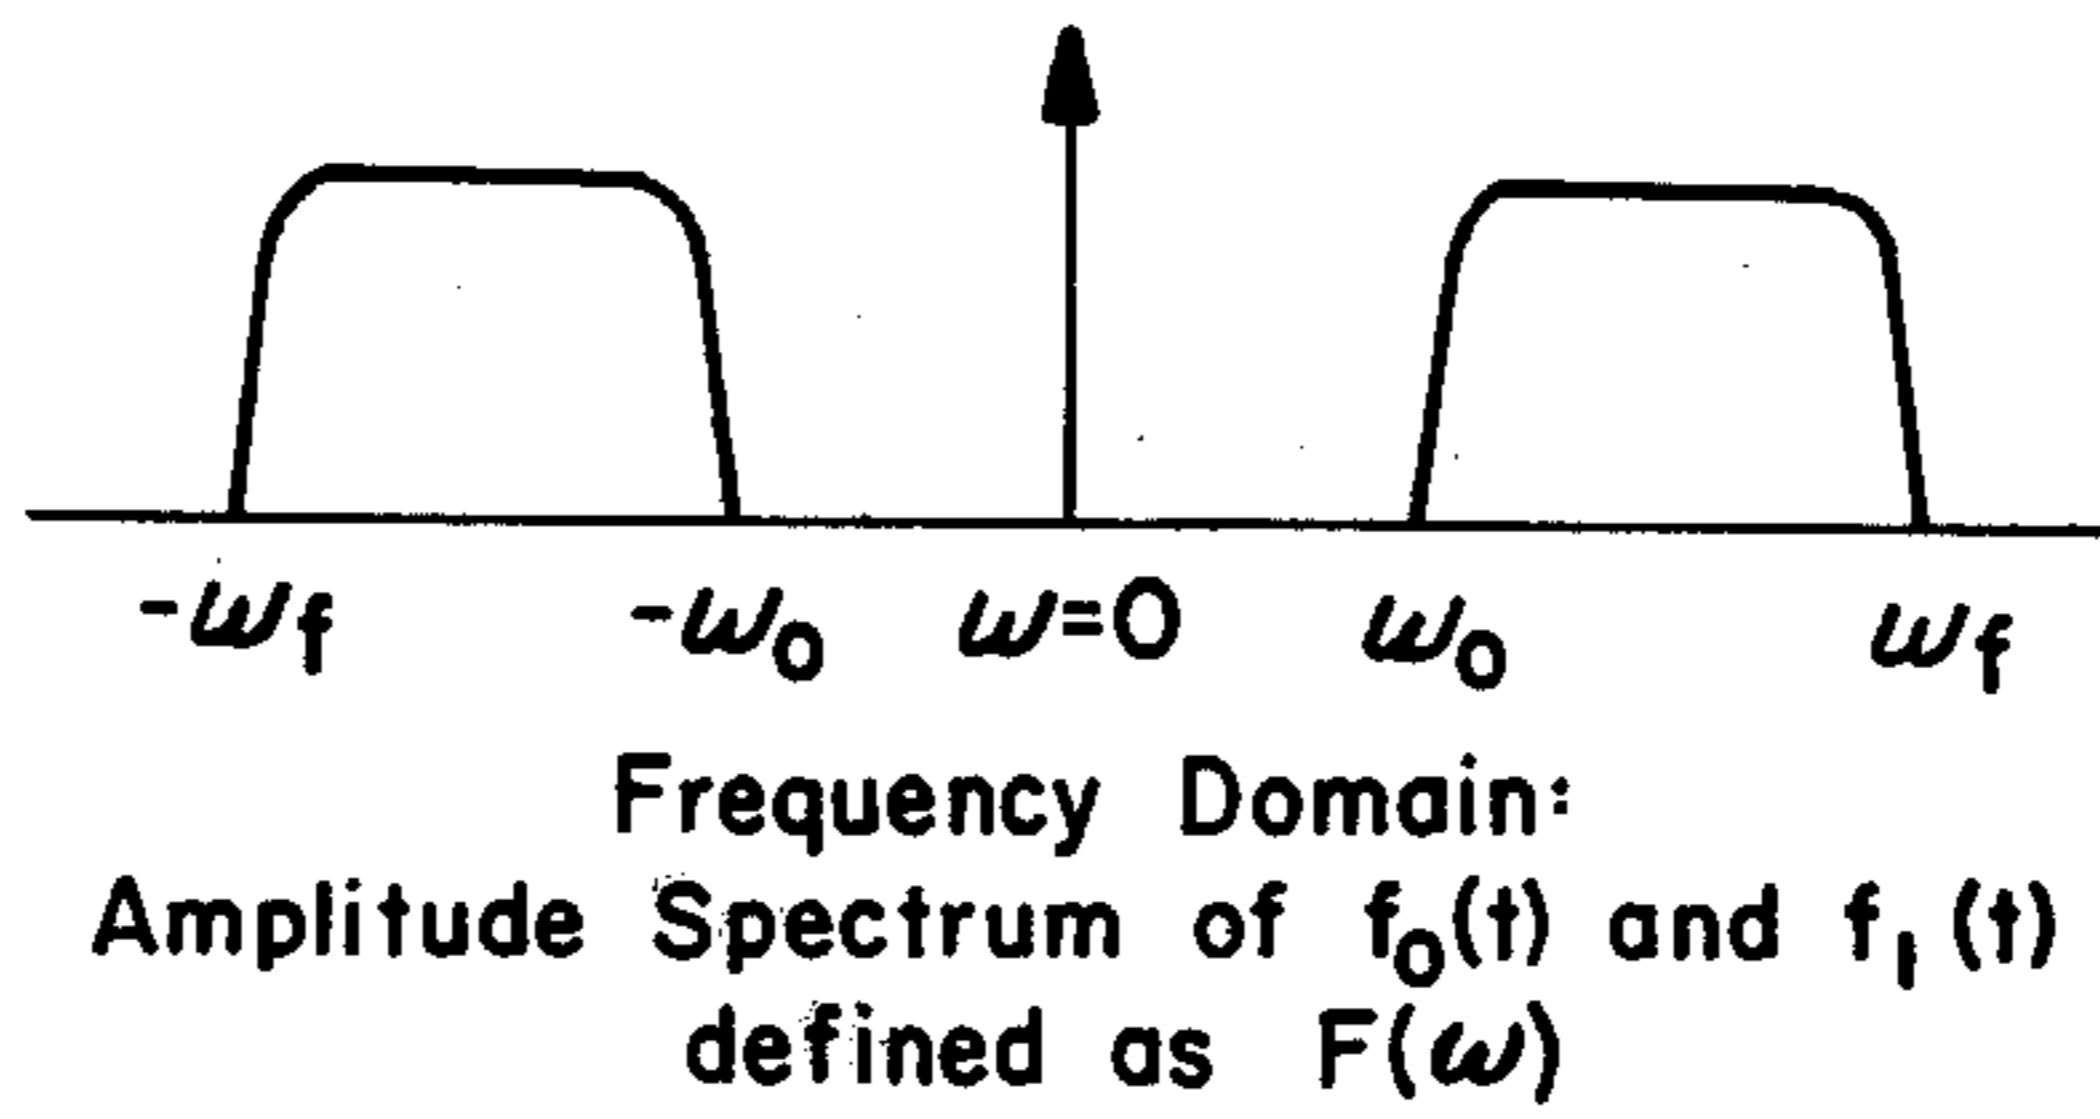 -ωf -ω0 ω=0 ω0 ωf
Frequency Domain:
Amplitude Spectrum of f0(t) and f1(t)
defined as F(ω)